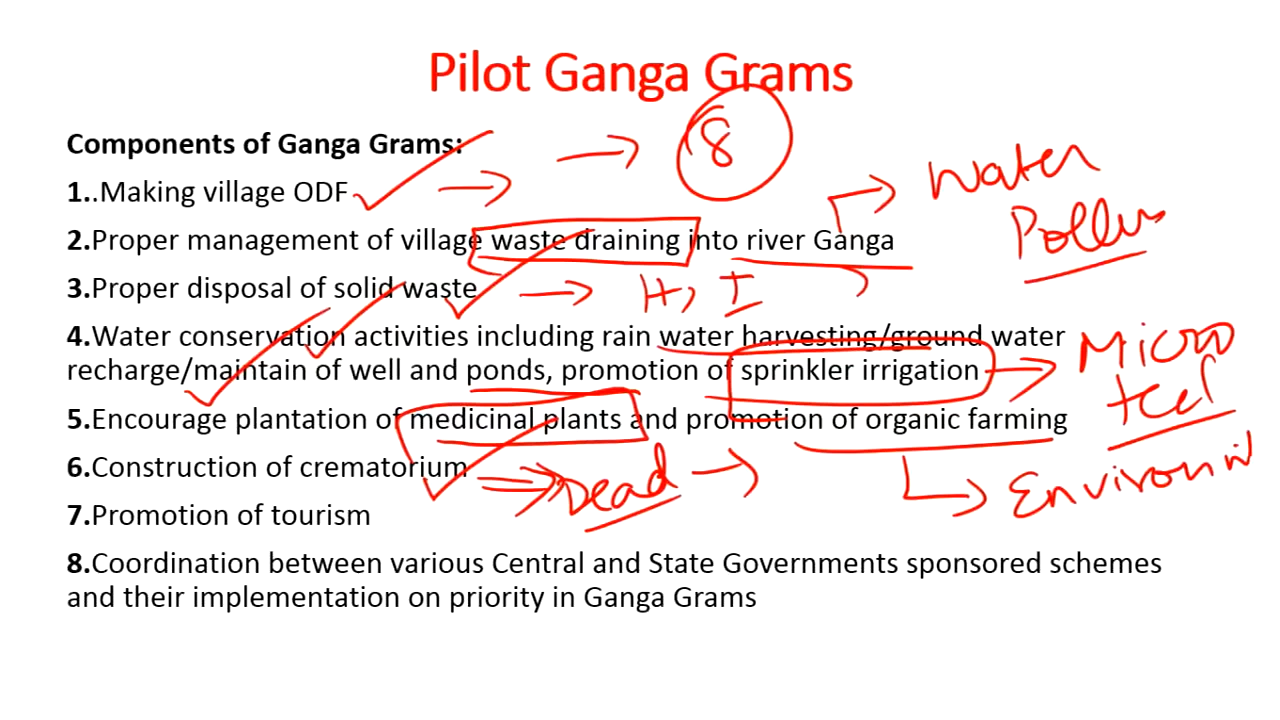 Pilot Ganga Grams
Components of Ganga Grams:
8
1..Making village ODF
Water
2.Proper management of village waste draining into river Ganga
3.Proper disposal of solid waste
H, I
4.Water conservation activities including rain water harvesting/ground water
Micro
recharge/maintain of well and ponds, promotion of sprinkler irrigation
5.Encourage plantation of medicinal plants and promotion of organic farming
6.Construction of crematorium
Dead
7.Promotion of tourism
8.Coordination between various Central and State Governments sponsored schemes
and their implementation on priority in Ganga Grams